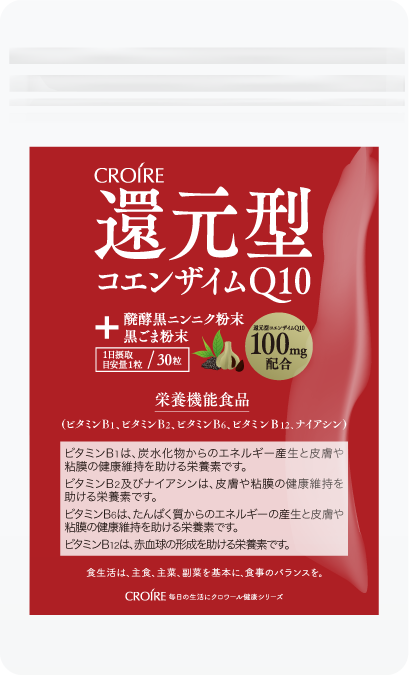 CROIRE
還元型
コエンザイムQ10
+
醗酵黒ニンニク粉末
黒ごま粉末
1日摂取
目安量1粒 / 30粒
還元型コエンザイムQ10
100mg
配合
栄養機能食品
(ビタミンB1、ビタミンB2、ビタミンB6、ビタミンB12、ナイアシン)
ビタミンB1は、炭水化物からのエネルギー産生と皮膚や
粘膜の健康維持を助ける栄養素です。
ビタミンB2及びナイアシンは、皮膚や粘膜の健康維持を
助ける栄養素です。
ビタミンB6は、たんぱく質からのエネルギーの産生と皮膚や
粘膜の健康維持を助ける栄養素です。
ビタミンB12は、赤血球の形成を助ける栄養素です。
食生活は、主食、主菜、副菜を基本に、食事のバランスを。
CROIRE 毎日の生活にクロワール健康シリーズ